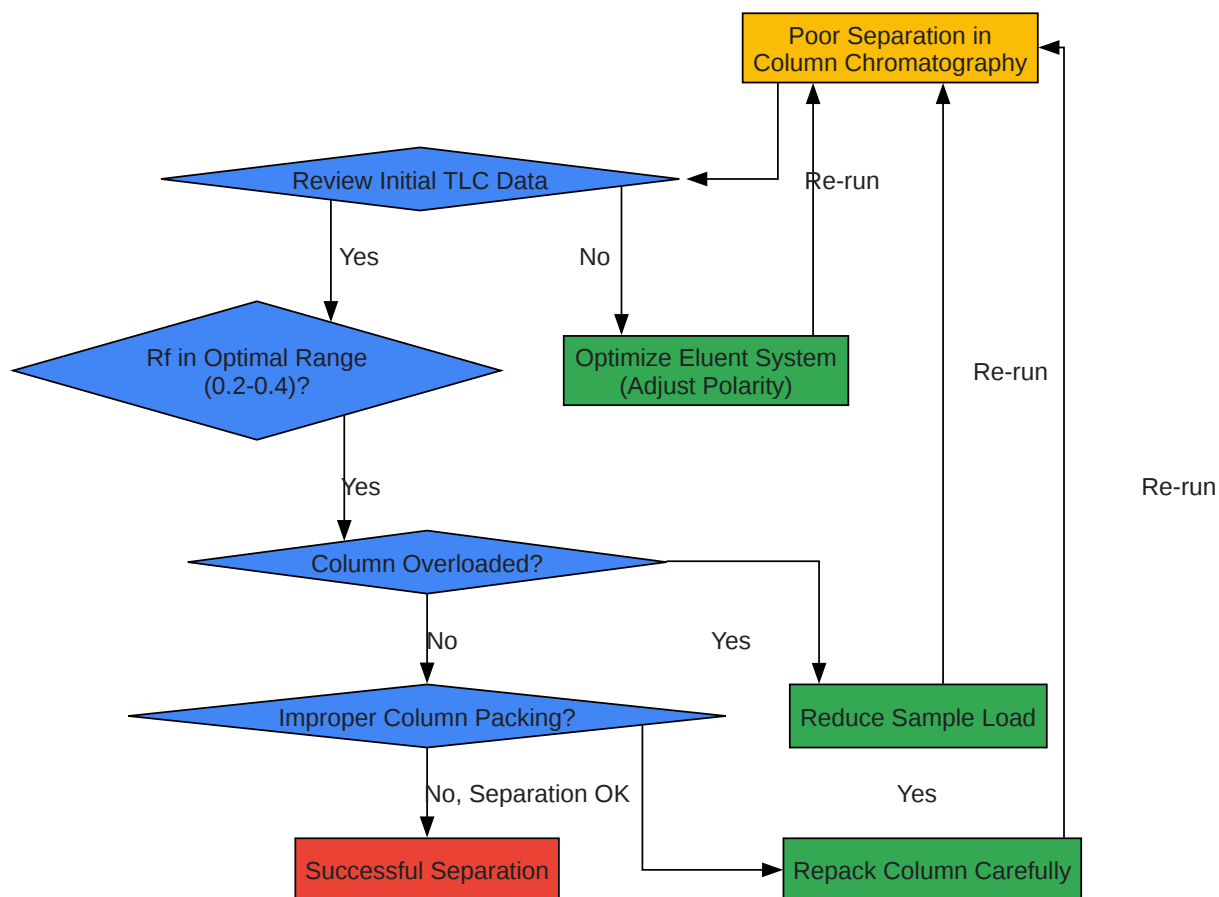 Poor Separation in
Column Chromatography
Review Initial TLC Data
Re-run
Yes
No
Rf in Optimal Range
(0.2-0.4)?
Optimize Eluent System
(Adjust Polarity)
Re-run
Yes
Re-run
Column Overloaded?
No
Yes
Improper Column Packing?
Reduce Sample Load
No, Separation OK
Yes
Successful Separation
Repack Column Carefully